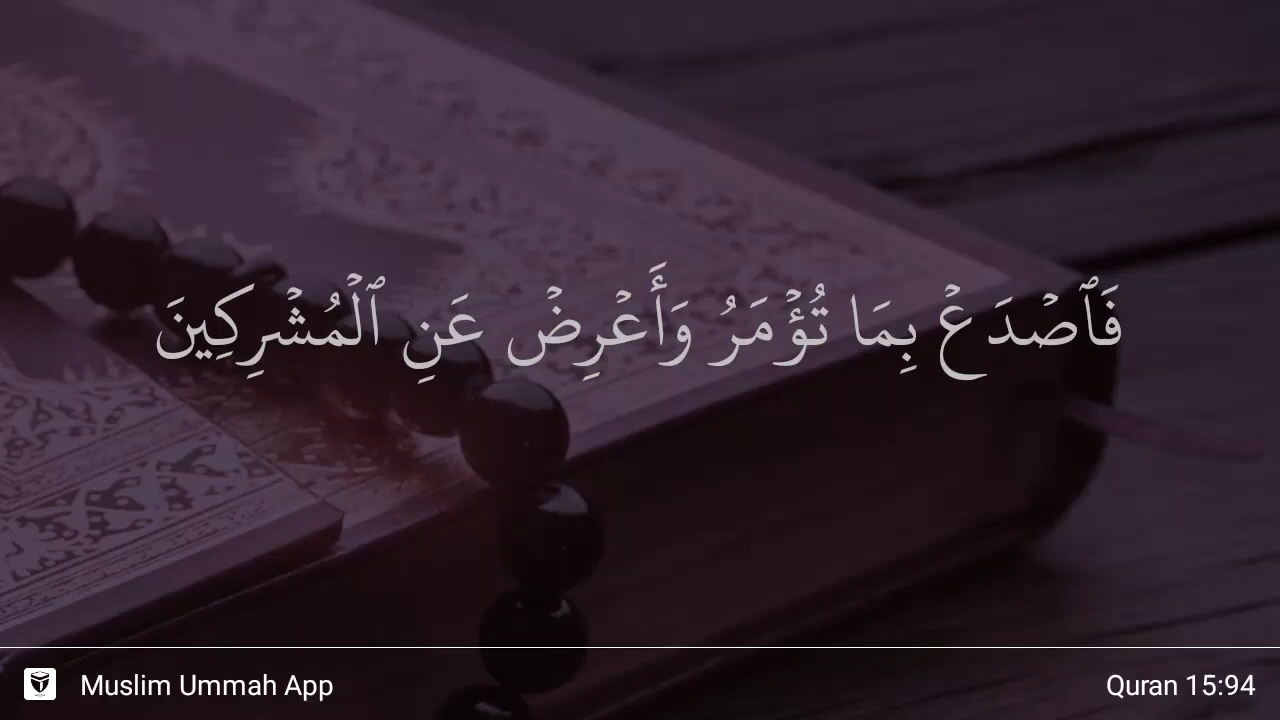 فَٱصۡدَعۡ بِمَا تُؤۡمَرُ وَأَعۡرِضۡ عَنِ ٱلۡمُشۡرِكِينَ
Muslim Ummah App
Quran 15:94